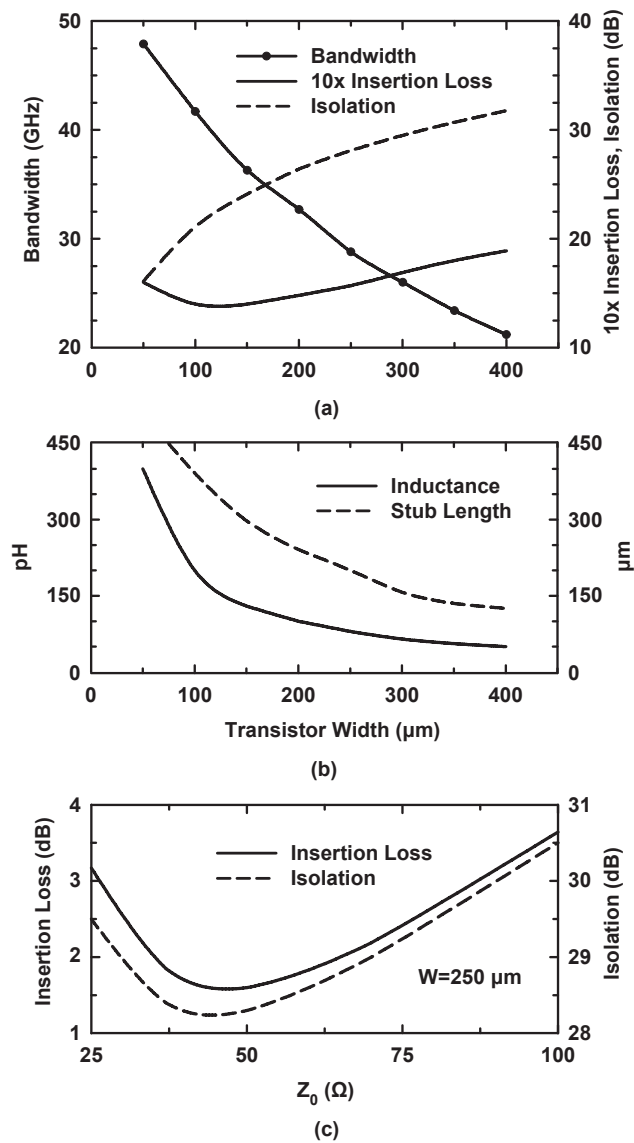 50
40
30
20
Bandwidth (GHz)
Bandwidth
10x Insertion Loss
Isolation
40
30
20
10
10x Insertion Loss, Isolation (dB)
0 100 200 300 400
(a)
450
300
150
0
pH
Inductance
Stub Length
450
300
150
0
µm
0 100 200 300 400
Transistor Width (µm)
(b)
4
3
2
1
Insertion Loss (dB)
Insertion Loss
Isolation
W=250 µm
31
30
29
28
Isolation (dB)
25 50 75 100
Z0 (Ω)
(c)